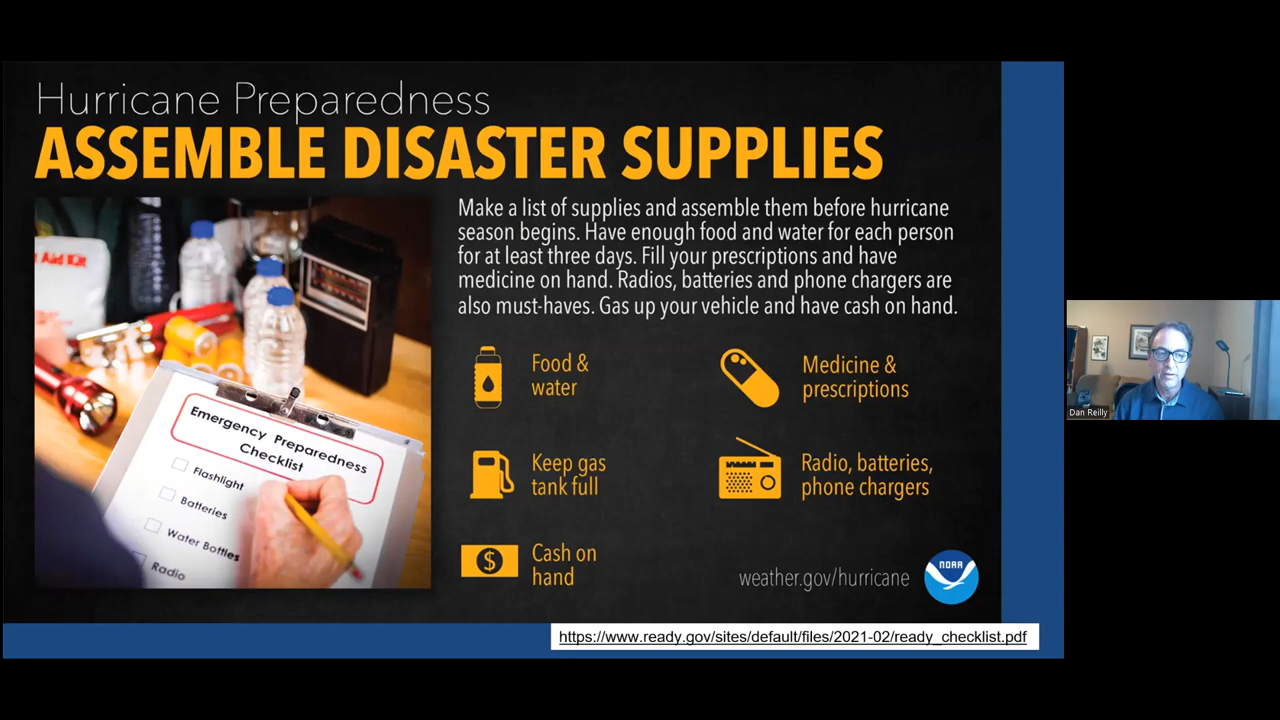 Hurricane Preparedness
ASSEMBLE DISASTER SUPPLIES
Aid Kit
Emergency Preparedness
Checklist
Flashlight
Batteries
Water Bottles
Radio
Make a list of supplies and assemble them before hurricane
season begins. Have enough food and water for each person
for at least three days. Fill your prescriptions and have
medicine on hand. Radios, batteries and phone chargers are
also must-haves. Gas up your vehicle and have cash on hand.
Food &
water
Medicine &
prescriptions
Keep gas
tank full
Radio, batteries,
phone chargers
$
Cash on
hand
weather.gov/hurricane
NOAA
https://www.ready.gov/sites/default/files/2021-02/ready_checklist.pdf
Dan Reilly